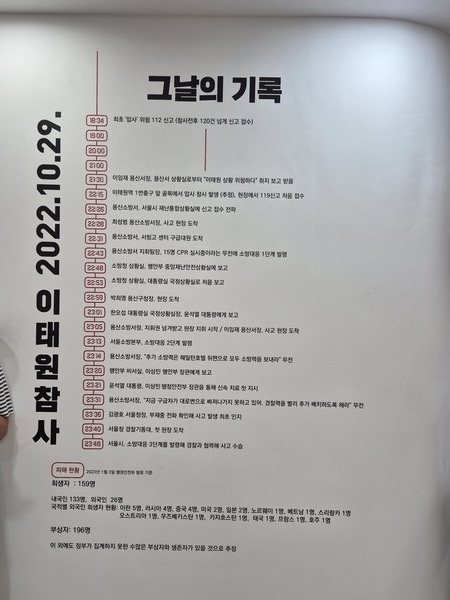 그날의 기록
2022.10.29. 이태원 참사
18:34 최초 '압사' 위험 112 신고 (참사전후 120건 넘게 신고 접수)
19:00
20:00
21:00
21:30 이임재 용산서장, 용산서 상황실로부터 "이태원 상황 위험하다" 취지 보고 받음
22:15 이태원역 1번출구 앞 골목에서 압사 참사 발생 (추정), 현장에서 119신고 처음 접수
22:26 용산소방서, 서울시 재난통합상황실에 신고 접수 전파
22:28 최성범 용산소방서장, 사고 현장 도착
22:31 용산소방서, 서빙고 센터 구급대원 도착
22:43 용산소방서 지휘팀장, 15명 CPR 실시중이라는 무전에 소방대응 1단계 발령
22:48 소방청 상황실, 행안부 중앙재난안전상황실에 보고
22:53 소방청 상황실, 대통령실 국정상황실로 처음 보고
22:59 박희영 용산구청장, 현장 도착
23:01 한오섭 대통령실 국정상황실장, 윤석열 대통령에게 보고
23:05 용산소방서장, 지휘권 넘겨받고 현장 지휘 시작 / 이임재 용산서장, 사고 현장 도착
23:13 서울소방본부, 소방대응 2단계 발령
23:14 용산소방서장, "추가 소방력은 해밀턴호텔 뒤편으로 모두 소방력을 보내라" 무전
23:20 행안부 비서실, 이상민 행안부 장관에게 보고
23:21 윤석열 대통령, 이상민 행정안전부 장관을 통해 신속 치료 첫 지시
23:31 용산소방서장, "지금 구급차가 대로변으로 빠져나가지 못하고 있어. 경찰력을 빨리 추가 배치하도록 해라" 무전
23:36 김광호 서울청장, 부재중 전화 확인해 사고 발생 최초 인지
23:40 서울청 경찰기동대, 첫 현장 도착
23:48 서울시, 소방대응 3단계를 발령해 경찰과 협력해 사고 수습
피해 현황 2023년 1월 3일 행정안전부 발표 기준
희생자 : 159명
내국인 133명, 외국인 26명
국적별 외국인 희생자 현황: 이란 5명, 러시아 4명, 중국 4명, 미국 2명, 일본 2명, 노르웨이 1명, 베트남 1명, 스리랑카 1명
오스트리아 1명, 우즈베키스탄 1명, 카자흐스탄 1명, 태국 1명, 프랑스 1명, 호주 1명
부상자: 196명
이 외에도 정부가 집계하지 못한 수많은 부상자와 생존자가 있을 것으로 추정